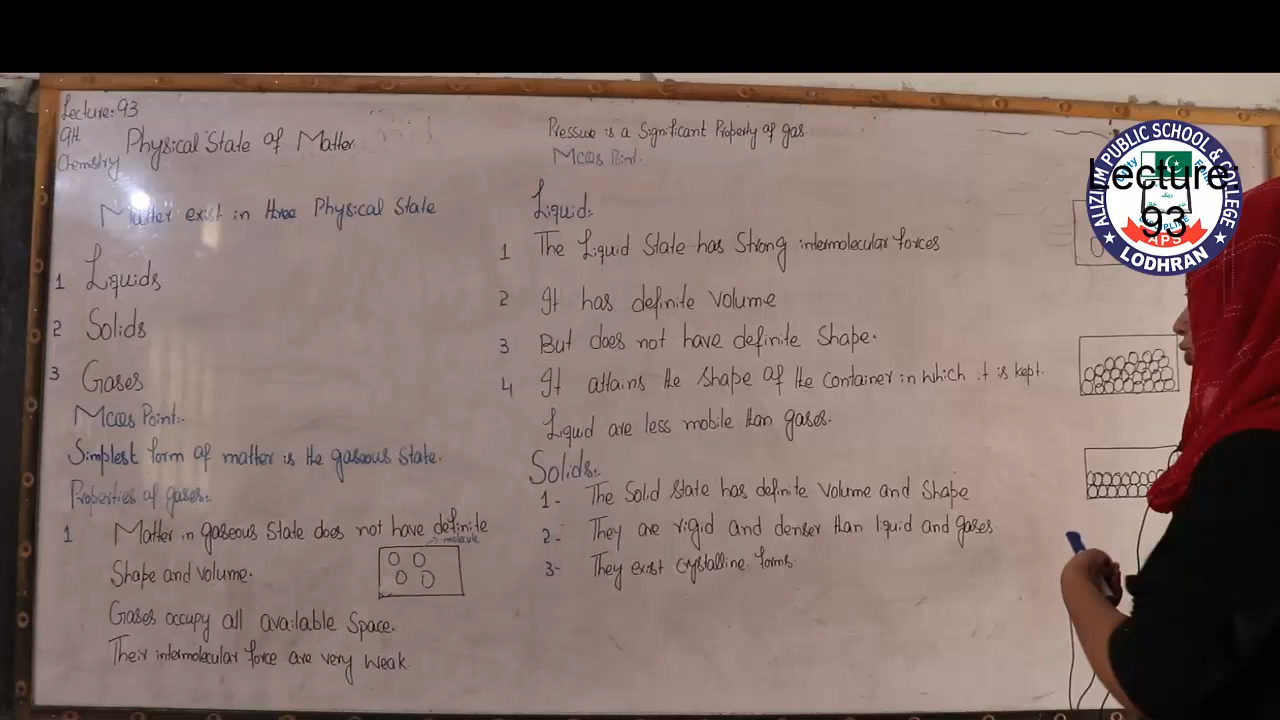 Lecture: 93
9th
Chemistry
Physical State of Matter
Matter exist in three Physical State
1 Liquids
2 Solids
3 Gases
MCQs Point:.
Simplest form of matter is the gaseous state.
Properties of gases:.
1 Matter in gaseous State does not have definite
Shape and Volume.
molecule
Gases occupy all available Space.
Their intermolecular force are very weak.
Pressure is a Significant Property of gas.
MCQs Point.
Liquid:-
1 The Liquid State has Strong intermolecular forces
2 It has definite volume
3 But does not have definite Shape.
4 It attains the shape of the container in which it is kept.
Liquid are less mobile than gases.
Solids:.
1- The Solid state has definite Volume and Shape
2- They are rigid and denser than liquid and gases
3- They exist crystalline forms.
ALIZIUM PUBLIC SCHOOL & COLLEGE
APS
LODHRAN
Lecture:
93